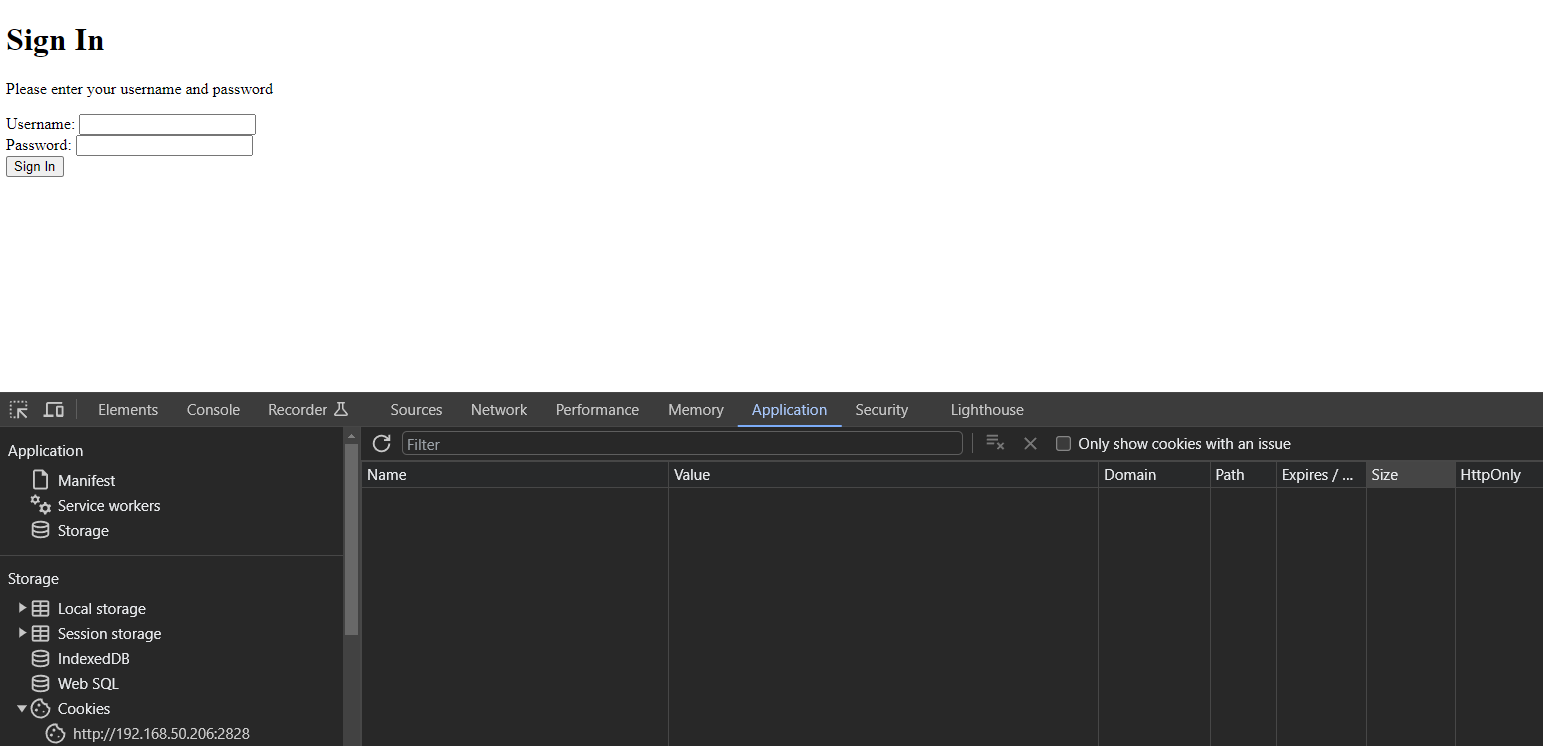 Sign In
Please enter your username and password
Username:
Password:
Sign In
Elements Console Recorder Sources Network Performance Memory Application Security Lighthouse
Application
Manifest
Service workers
Storage
Storage
Local storage
Session storage
IndexedDB
Web SQL
Cookies
http://192.168.50.206:2828
Filter Only show cookies with an issue
Name Value Domain Path Expires / ... Size HttpOnly